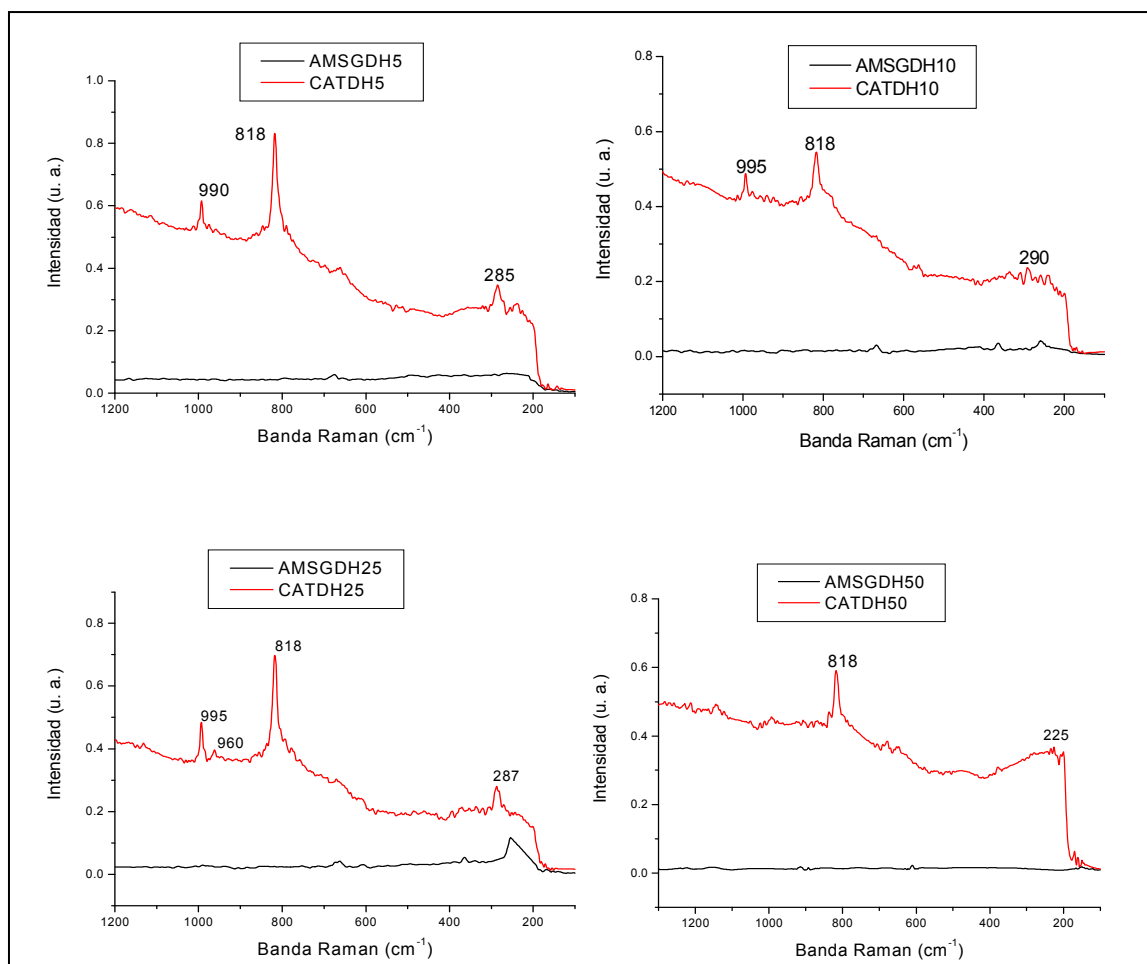 AMSGDH5
CATDH5
1.0
0.8
0.6
0.4
0.2
0.0
818
990
285
1200 1000 800 600 400 200
Intensidad (u. a.)
Banda Raman (cm-1)
AMSGDH10
CATDH10
0.8
0.6
0.4
0.2
0.0
995
818
290
1200 1000 800 600 400 200
Intensidad (u. a.)
Banda Raman (cm-1)
AMSGDH25
CATDH25
0.8
0.6
0.4
0.2
0.0
818
995
960
287
1200 1000 800 600 400 200
Intensidad (u. a.)
Banda Raman (cm-1)
AMSGDH50
CATDH50
0.8
0.6
0.4
0.2
0.0
818
225
1200 1000 800 600 400 200
Intensidad (u. a.)
Banda Raman (cm-1)